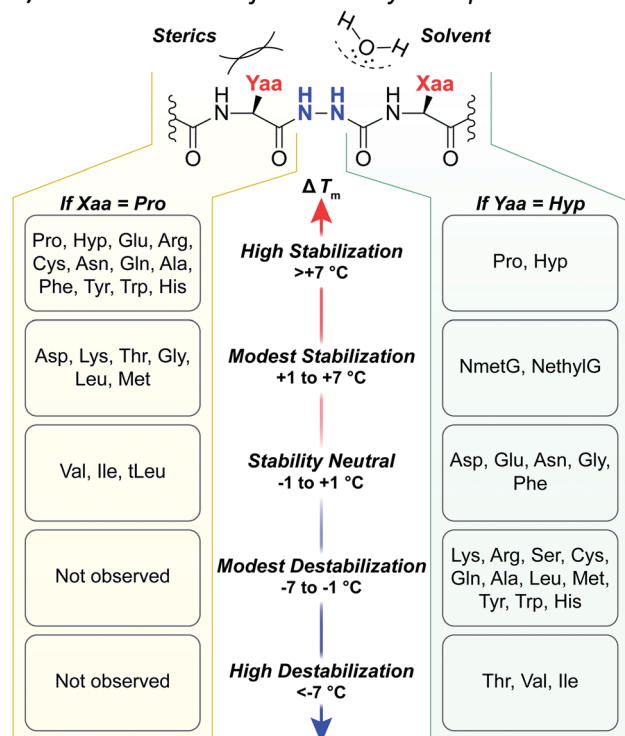 Sterics
Solvent
H
O
H
Yaa
Xaa
H
N
H
N
H
N
H
N
O
O
O
O
Δ Tm
If Xaa = Pro
If Yaa = Hyp
Pro, Hyp, Glu, Arg,
Cys, Asn, Gln, Ala,
Phe, Tyr, Trp, His
High Stabilization
>+7 °C
Pro, Hyp
Asp, Lys, Thr, Gly,
Leu, Met
Modest Stabilization
+1 to +7 °C
NmetG, NethylG
Val, Ile, tLeu
Stability Neutral
-1 to +1 °C
Asp, Glu, Asn, Gly,
Phe
Not observed
Modest Destabilization
-7 to -1 °C
Lys, Arg, Ser, Cys,
Gln, Ala, Leu, Met,
Tyr, Trp, His
Not observed
High Destabilization
<-7 °C
Thr, Val, Ile